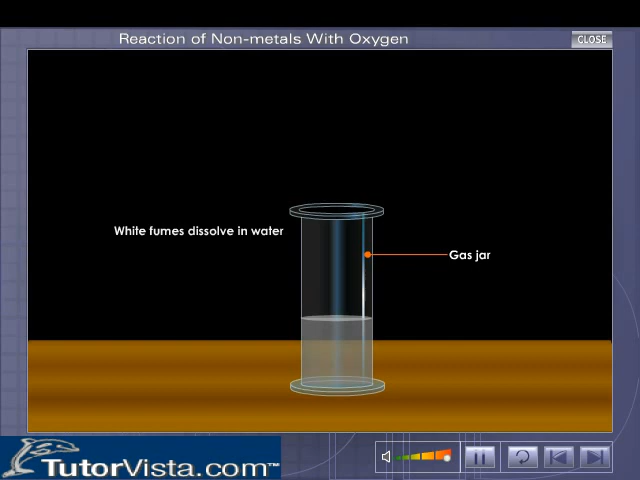 Reaction of Non-metals With Oxygen
CLOSE
White fumes dissolve in water
Gas jar
TutorVista.com™